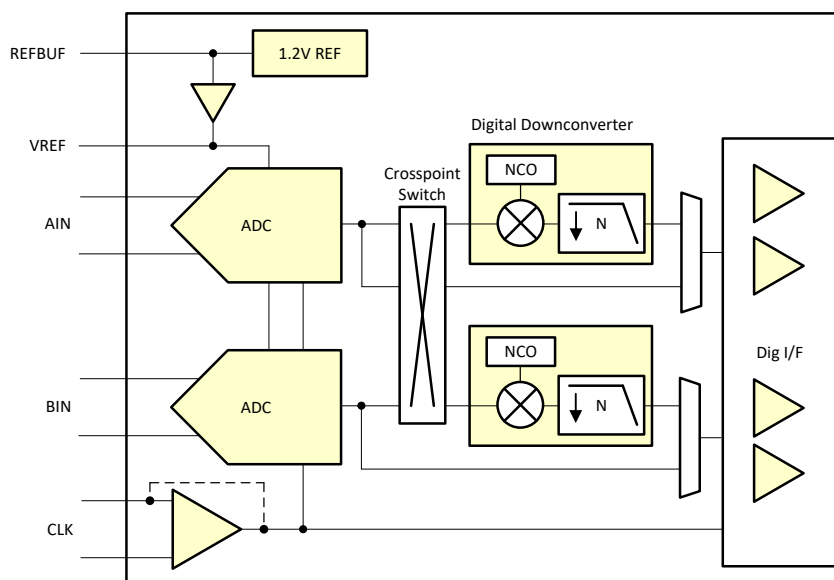 REFBUF
1.2V REF
VREF
Digital Downconverter
Crosspoint
Switch
NCO
AIN
ADC
N
NCO
Dig I/F
BIN
ADC
N
CLK